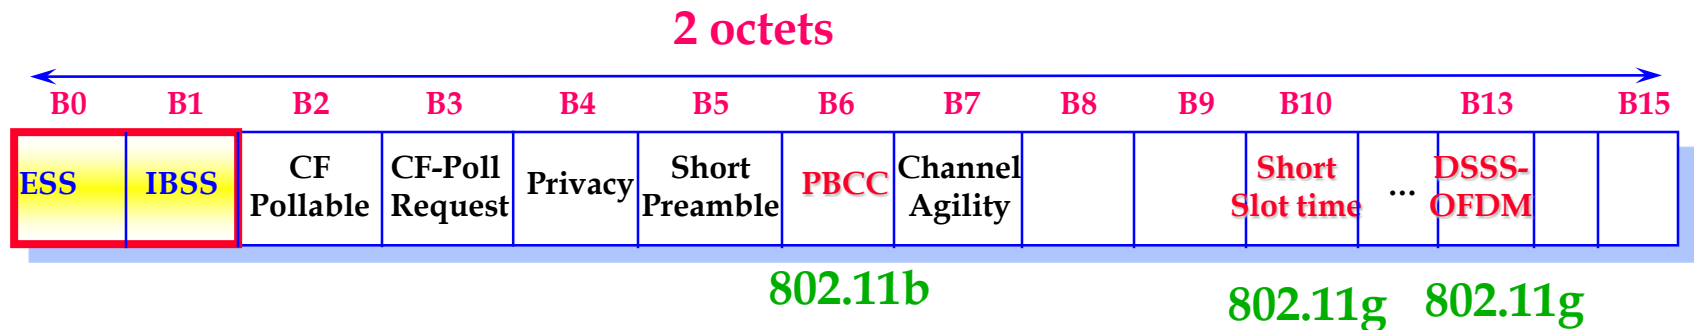 2 octets
B0 B1 B2 B3 B4 B5 B6 B7 B8 B9 B10 B13 B15
ESS IBSS CF Pollable CF-Poll Request Privacy Short Preamble PBCC Channel Agility Short Slot time ... DSSS-OFDM
802.11b 802.11g 802.11g